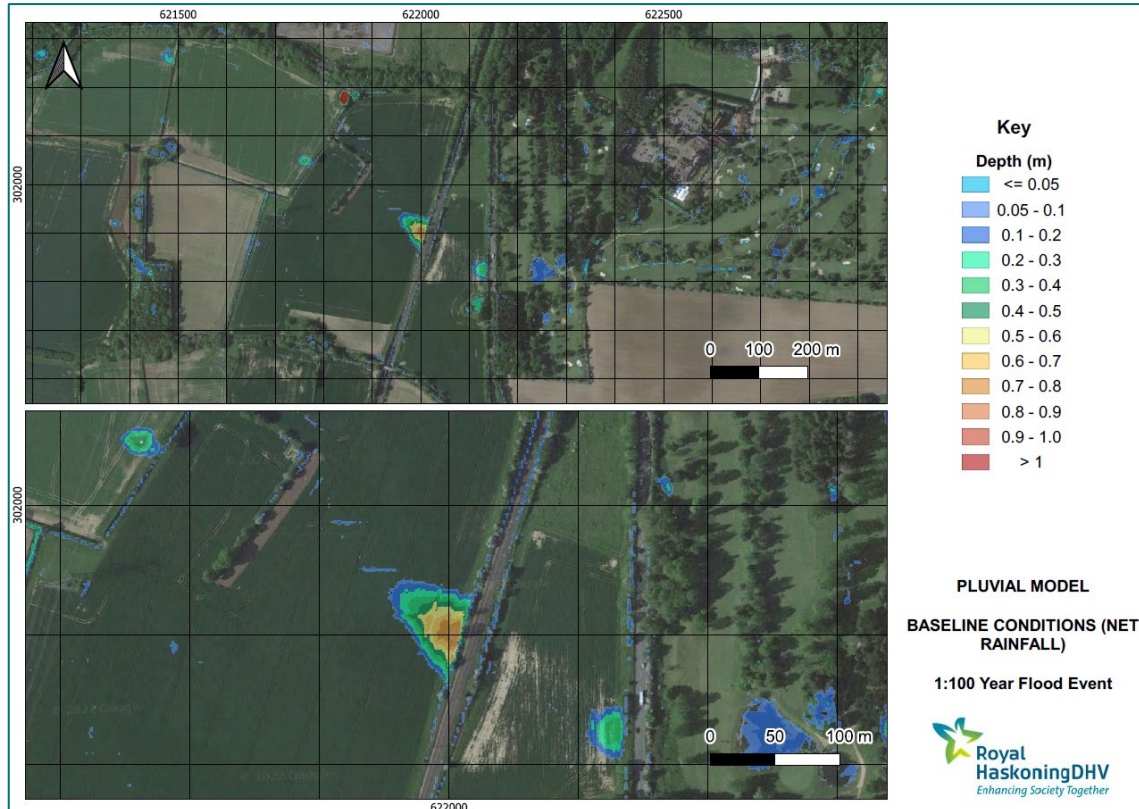 621500
622000
622500
302000
0 100 200 m
302000
0 50 100 m
622000
Key
Depth (m)
<= 0.05
0.05 - 0.1
0.1 - 0.2
0.2 - 0.3
0.3 - 0.4
0.4 - 0.5
0.5 - 0.6
0.6 - 0.7
0.7 - 0.8
0.8 - 0.9
0.9 - 1.0
> 1
PLUVIAL MODEL
BASELINE CONDITIONS (NET
RAINFALL)
1:100 Year Flood Event
Royal
HaskoningDHV
Enhancing Society Together